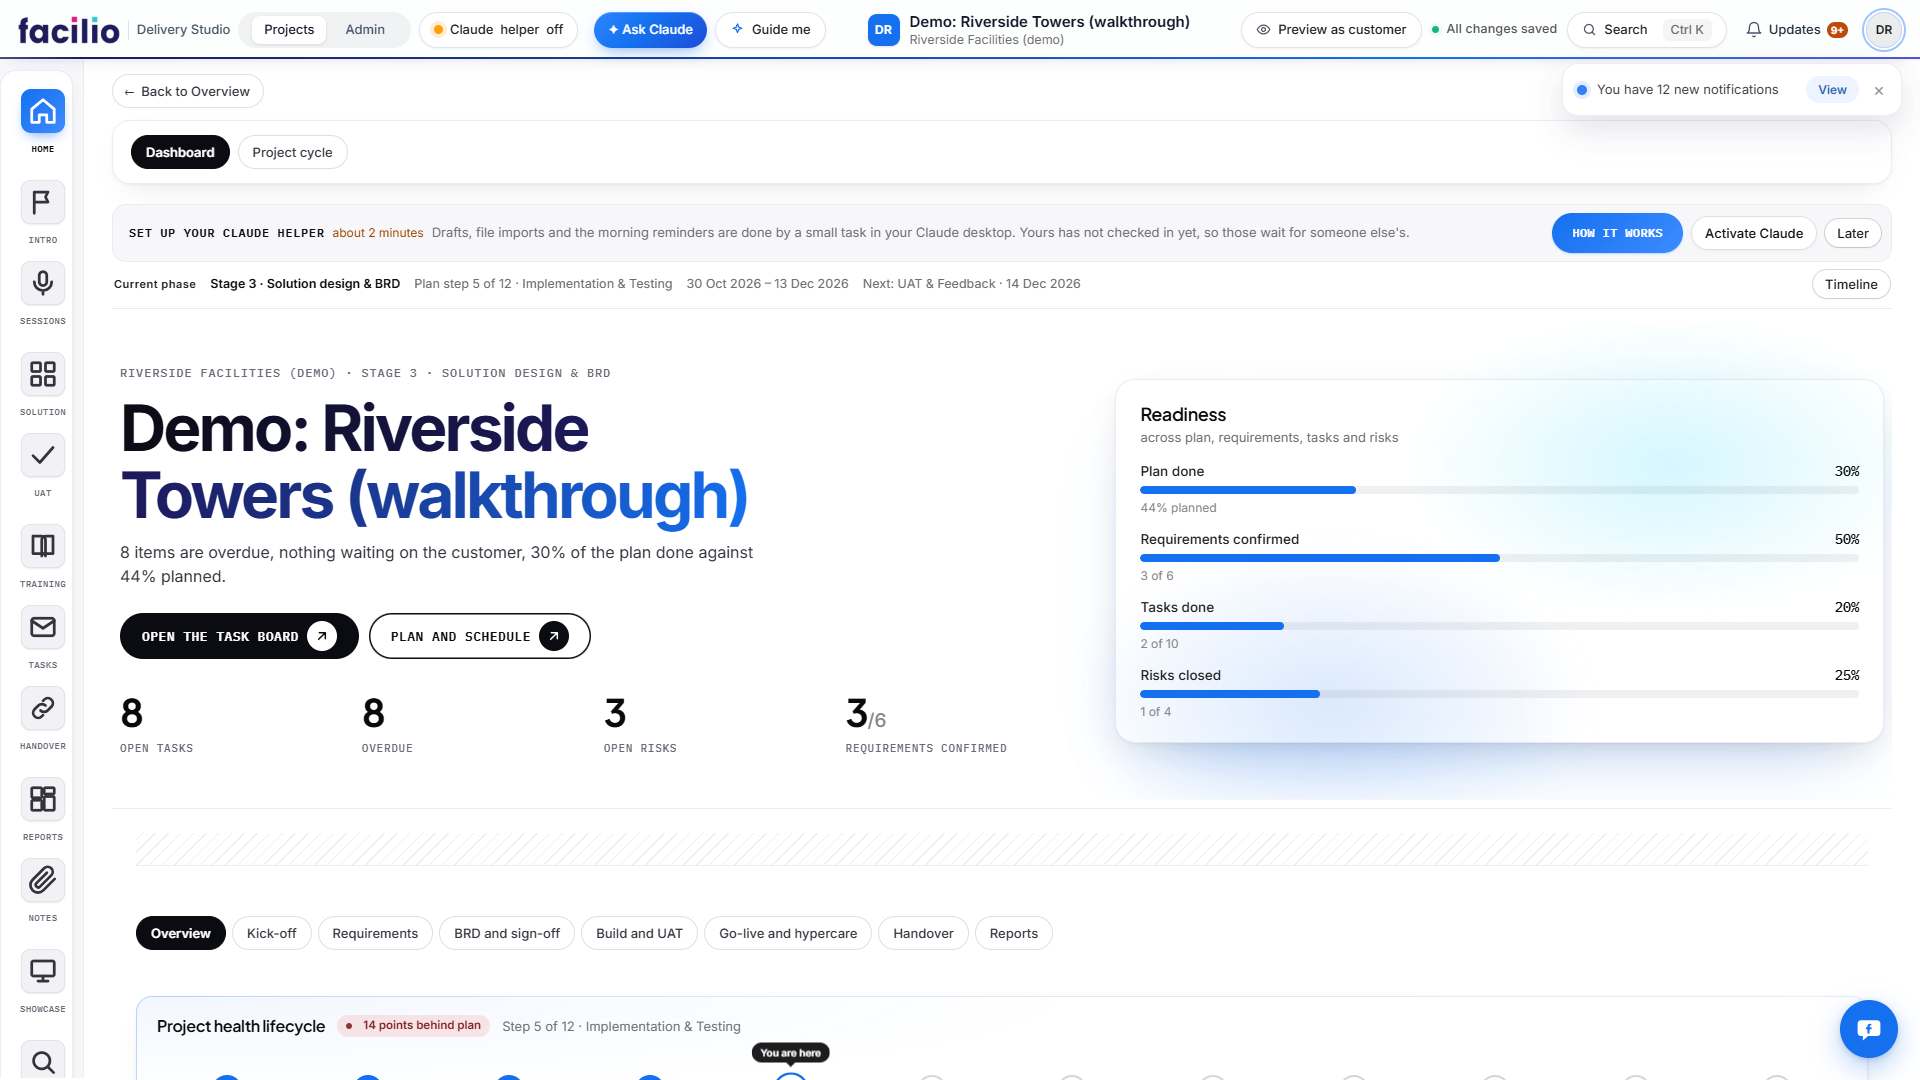 facilio
Delivery Studio
Projects
Admin
Claude helper off
✦ Ask Claude
Guide me
DR
Demo: Riverside Towers (walkthrough)
Riverside Facilities (demo)
Preview as customer
All changes saved
Search
Ctrl K
Updates
9+
DR
You have 12 new notifications
View
×
← Back to Overview
Dashboard
Project cycle
SET UP YOUR CLAUDE HELPER about 2 minutes Drafts, file imports and the morning reminders are done by a small task in your Claude desktop. Yours has not checked in yet, so those wait for someone else's.
HOW IT WORKS
Activate Claude
Later
Current phase Stage 3 · Solution design & BRD Plan step 5 of 12 · Implementation & Testing 30 Oct 2026 – 13 Dec 2026 Next: UAT & Feedback · 14 Dec 2026
Timeline
HOME
INTRO
SESSIONS
SOLUTION
UAT
TRAINING
TASKS
HANDOVER
REPORTS
NOTES
SHOWCASE
RIVERSIDE FACILITIES (DEMO) · STAGE 3 · SOLUTION DESIGN & BRD
Demo: Riverside
Towers (walkthrough)
8 items are overdue, nothing waiting on the customer, 30% of the plan done against
44% planned.
OPEN THE TASK BOARD
PLAN AND SCHEDULE
8
OPEN TASKS
8
OVERDUE
3
OPEN RISKS
3/6
REQUIREMENTS CONFIRMED
Readiness
across plan, requirements, tasks and risks
Plan done 30%
44% planned
Requirements confirmed 50%
3 of 6
Tasks done 20%
2 of 10
Risks closed 25%
1 of 4
Overview
Kick-off
Requirements
BRD and sign-off
Build and UAT
Go-live and hypercare
Handover
Reports
Project health lifecycle
14 points behind plan
Step 5 of 12 · Implementation & Testing
You are here